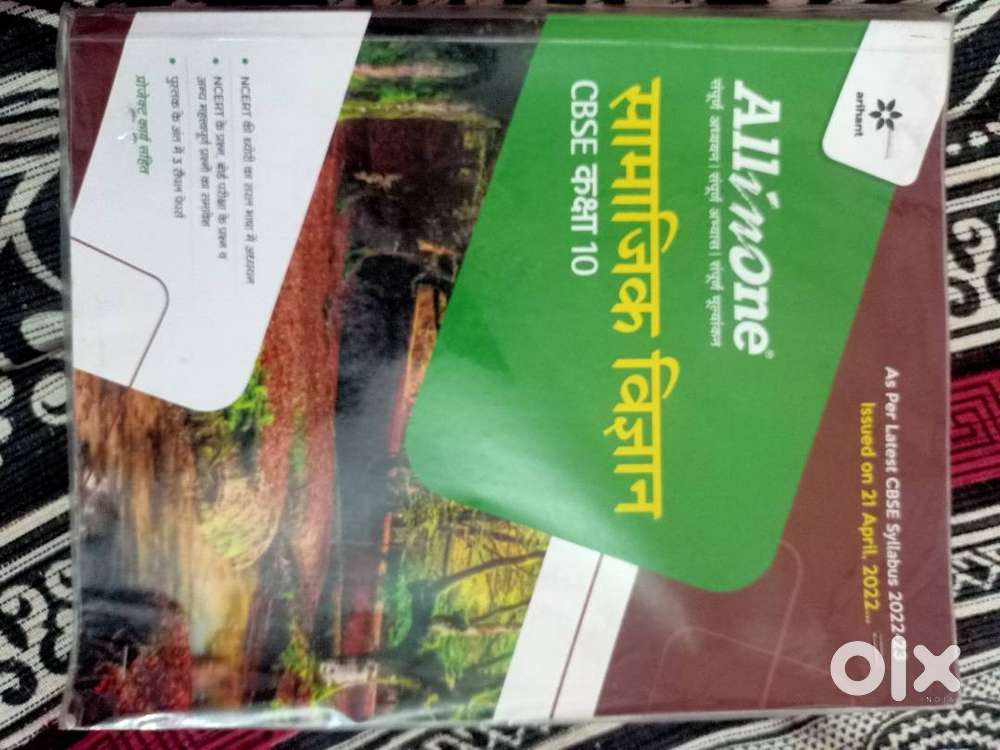 arihant
As Per Latest CBSE Syllabus 2022-23
Issued on 21 April, 2022...
All in one®
संपूर्ण अध्ययन | संपूर्ण अभ्यास | संपूर्ण मूल्यांकन
सामाजिक विज्ञान
CBSE कक्षा 10
• NCERT की थ्योरी का सरल भाषा में अध्ययन
• NCERT के प्रश्न, बोर्ड परीक्षा के प्रश्न व
अन्य महत्वपूर्ण प्रश्नों का समावेश
• पुस्तक के अंत में 3 सैंपल पेपर्स
प्रोजेक्ट कार्य सहित
olx
INDIA